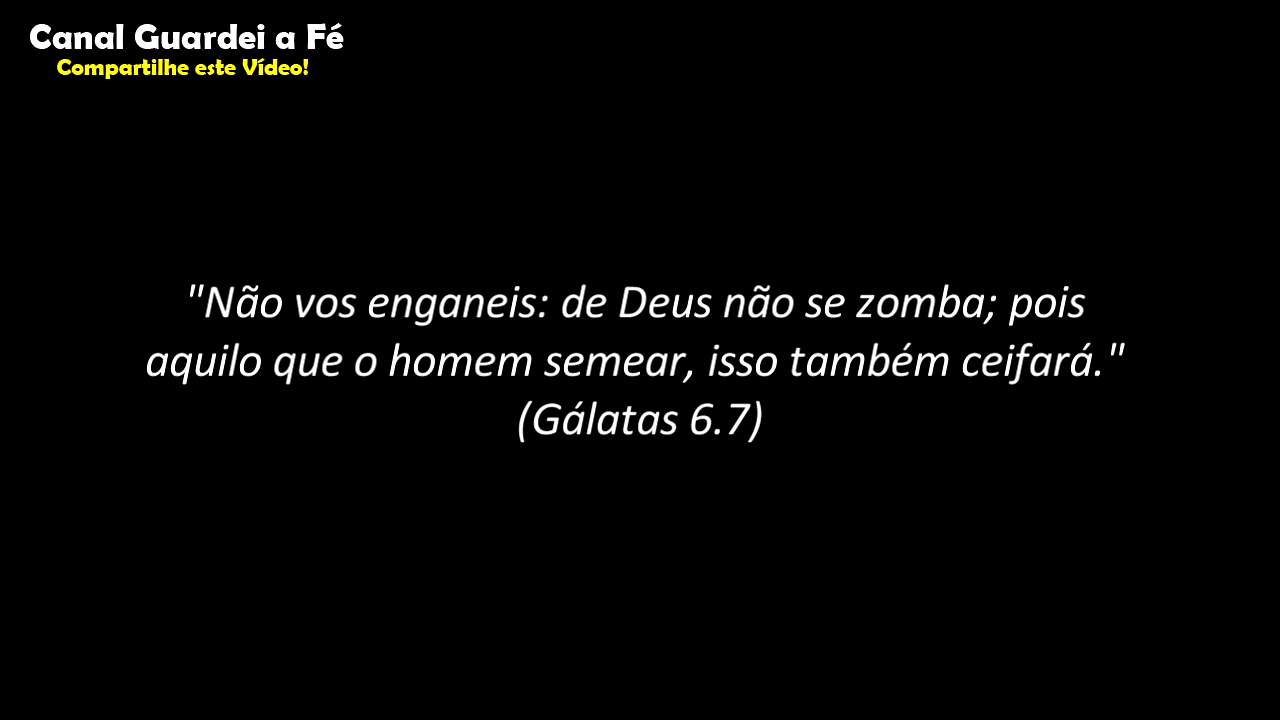 Canal Guardei a Fé
Compartilhe este Vídeo!
"Não vos enganeis: de Deus não se zomba; pois
aquilo que o homem semear, isso também ceifará."
(Gálatas 6.7)